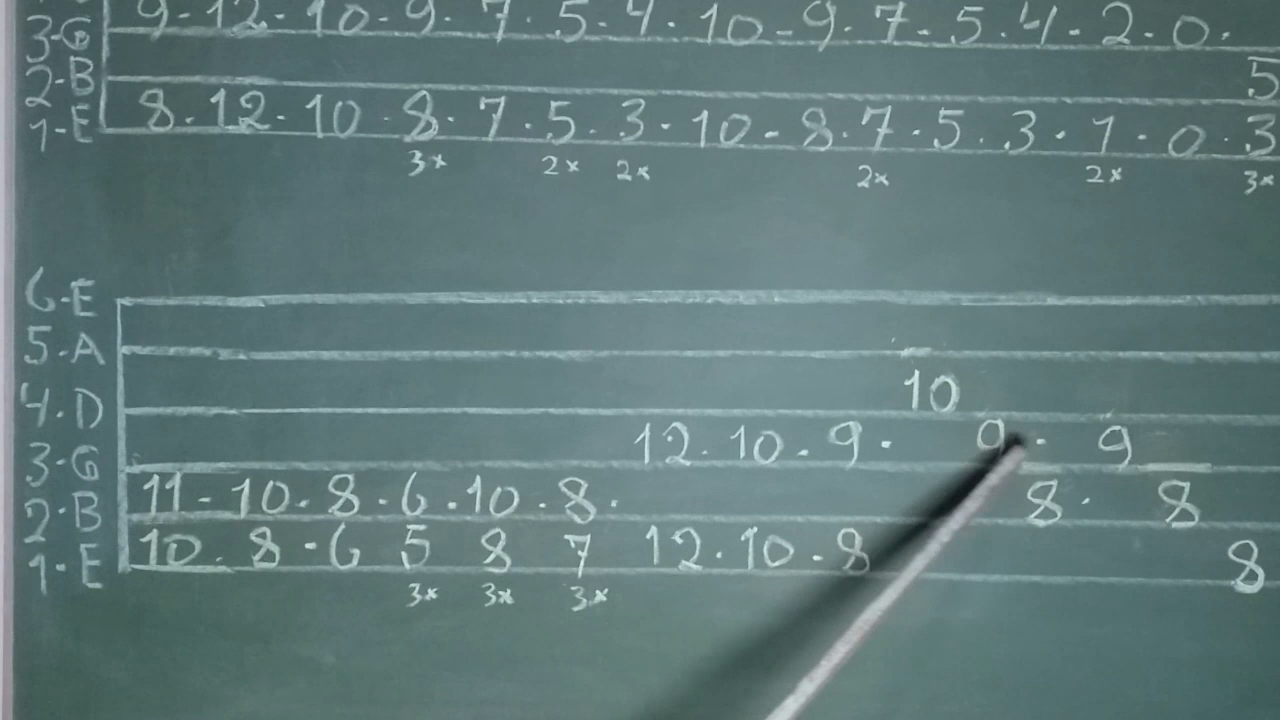 3-G 9-12-10-9.7.5.4.10-9.7-5.4-2.0.
2-B 5
1-E 8.12-10.8.7.5.3.10-8.7.5.3.1.0.3
3x 2x 2x 2x 2x 3x
6-E
5-A
4.D 10
3-G 12.10.9. 9. 9
2-B 11-10.8.6.10.8. 8. 8
1-E 10.8-6 5 8 7 12.10.8 8
3x 3x 3x